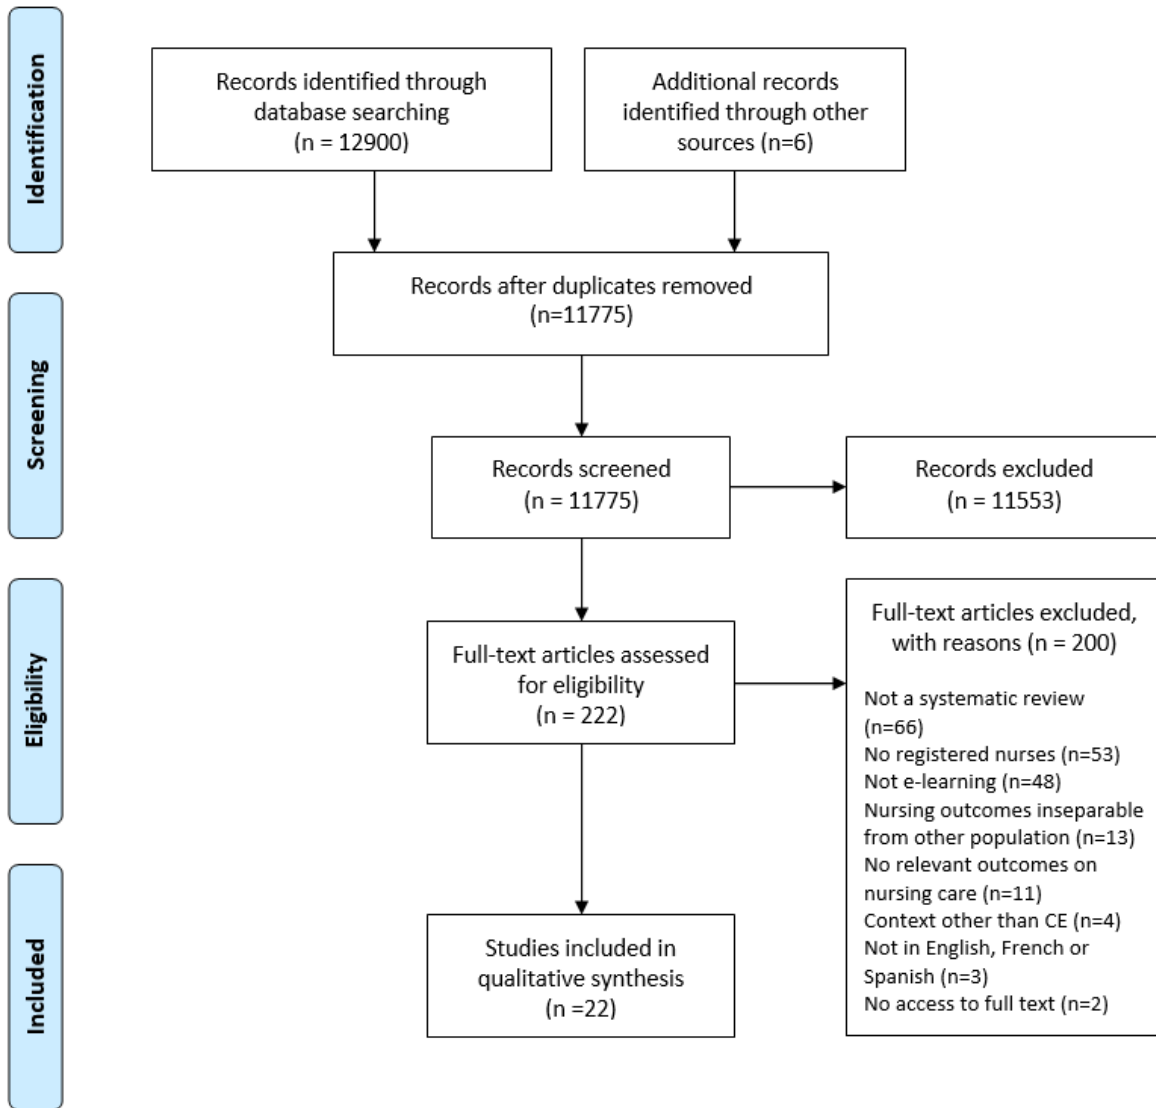 Identification
Records identified through
database searching
(n = 12900)
Additional records
identified through other
sources (n=6)
Records after duplicates removed
(n=11775)
Screening
Records screened
(n = 11775)
Records excluded
(n = 11553)
Eligibility
Full-text articles assessed
for eligibility
(n = 222)
Full-text articles excluded,
with reasons (n = 200)
Not a systematic review
(n=66)
No registered nurses (n=53)
Not e-learning (n=48)
Nursing outcomes inseparable
from other population (n=13)
No relevant outcomes on
nursing care (n=11)
Context other than CE (n=4)
Not in English, French or
Spanish (n=3)
No access to full text (n=2)
Included
Studies included in
qualitative synthesis
(n =22)